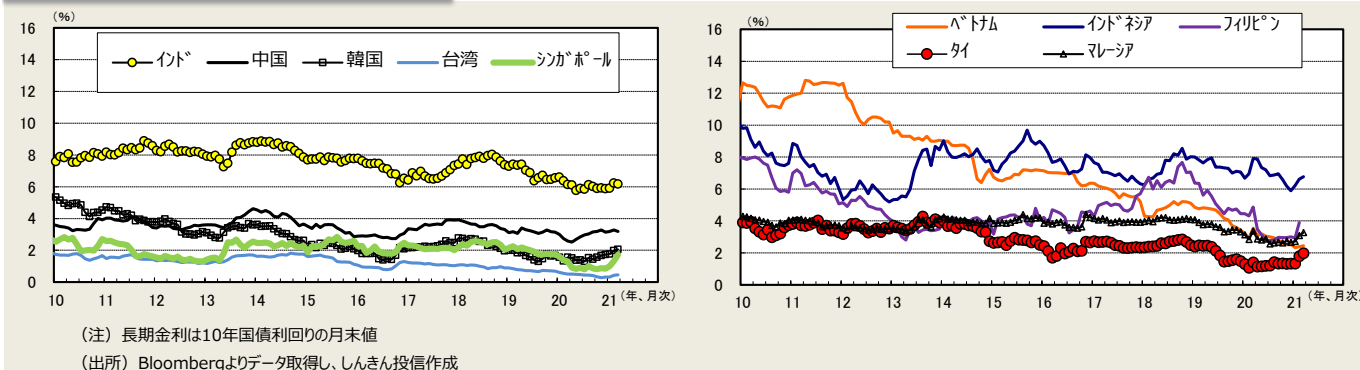 (%)
16
14
12
10
8
6
4
2
0
インド 中国 韓国 台湾 シンガポール
10 11 12 13 14 15 16 17 18 19 20 21 (年、月次)
(%)
16
14
12
10
8
6
4
2
0
ベトナム インドネシア フィリピン
タイ マレーシア
10 11 12 13 14 15 16 17 18 19 20 21 (年、月次)
(注)長期金利は10年国債利回りの月末値
(出所)Bloombergよりデータ取得し、しんきん投信作成